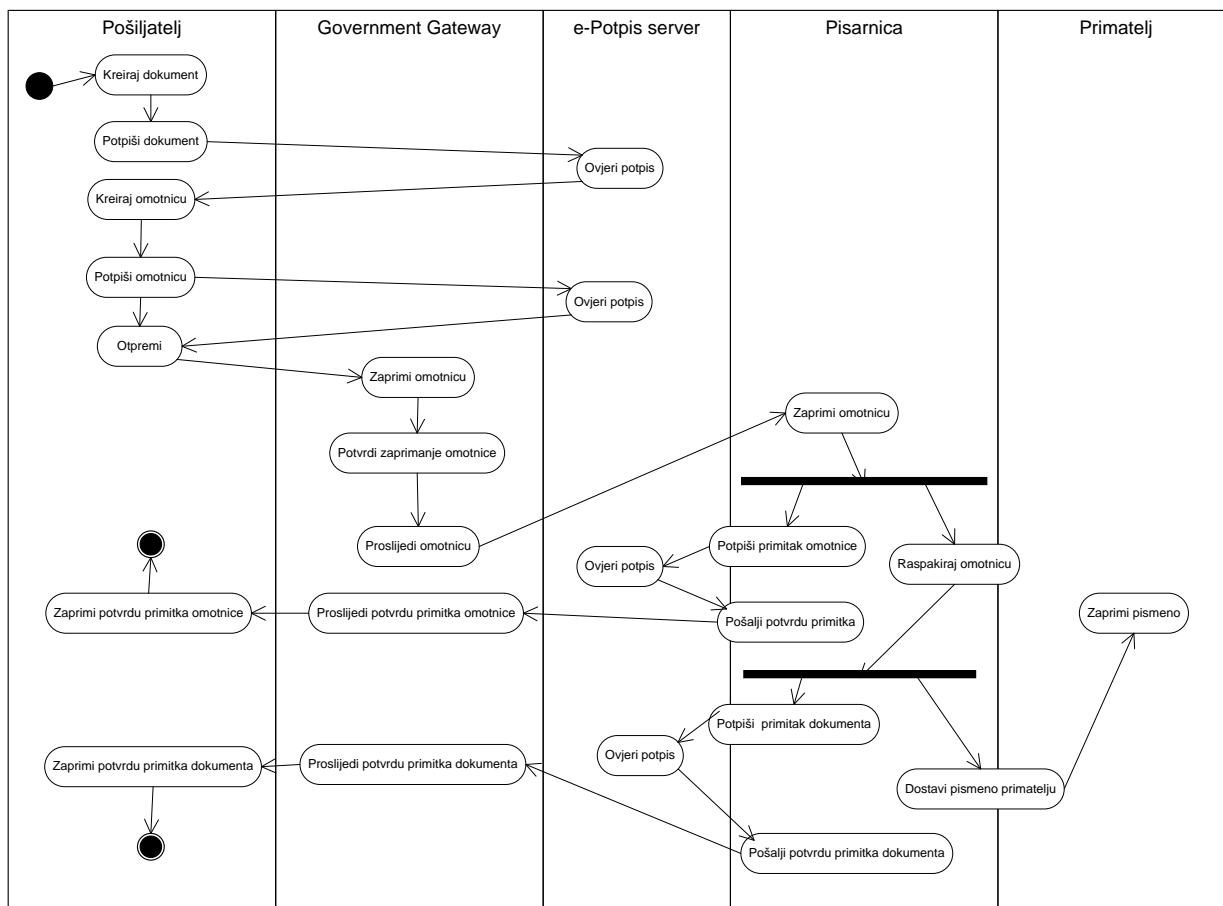 Pošiljatelj
Government Gateway
e-Potpis server
Pisarnica
Primatelj
Kreiraj dokument
Potpiši dokument
Ovjeri potpis
Kreiraj omotnicu
Potpiši omotnicu
Ovjeri potpis
Otpremi
Zaprimi omotnicu
Zaprimi omotnicu
Potvrdi zaprimanje omotnice
Proslijedi omotnicu
Potpiši primitak omotnice
Ovjeri potpis
Raspakiraj omotnicu
Zaprimi potvrdu primitka omotnice
Proslijedi potvrdu primitka omotnice
Pošalji potvrdu primitka
Zaprimi pismeno
Potpiši  primitak dokumenta
Ovjeri potpis
Zaprimi potvrdu primitka dokumenta
Proslijedi potvrdu primitka dokumenta
Dostavi pismeno primatelju
Pošalji potvrdu primitka dokumenta